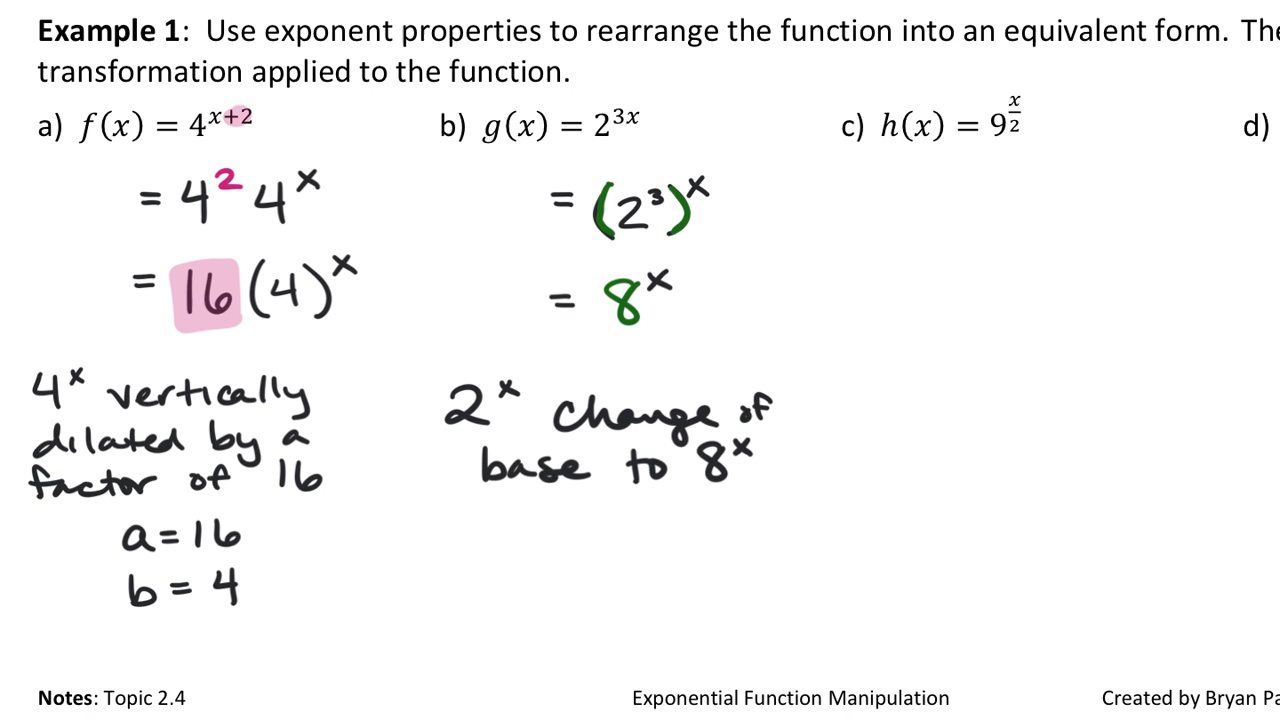 Example 1: Use exponent properties to rearrange the function into an equivalent form. The
transformation applied to the function.
a) f(x) = 4^{x+2}
= 4^2 4^x
= 16(4)^x
4^x vertically
dilated by a
factor of 16
a = 16
b = 4
b) g(x) = 2^{3x}
= (2^3)^x
= 8^x
2^x change of
base to 8^x
c) h(x) = 9^{x/2}
d)
Notes: Topic 2.4
Exponential Function Manipulation
Created by Bryan Pa